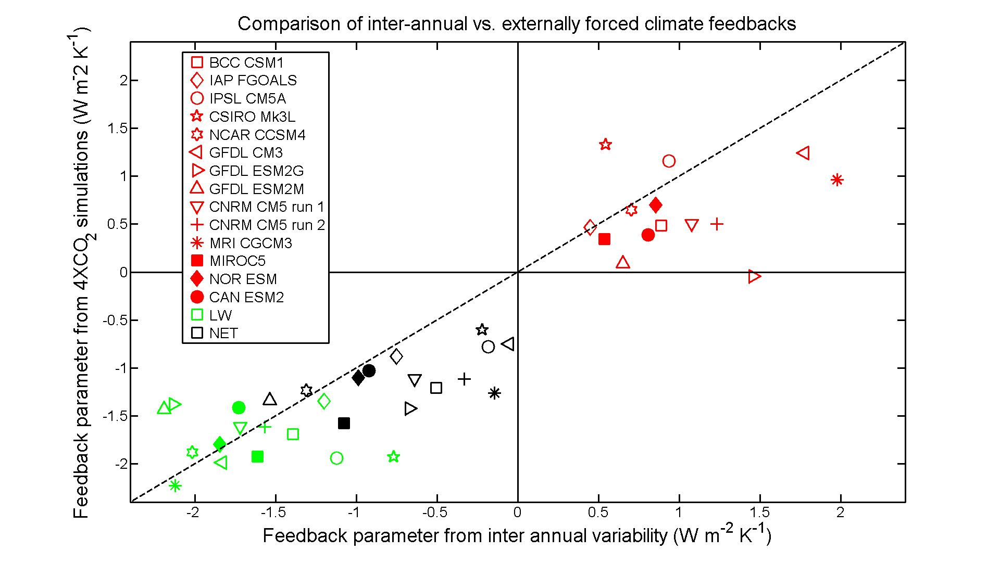 Comparison of inter-annual vs. externally forced climate feedbacks
Feedback parameter from 4XCO2 simulations (W m-2 K-1)
BCC CSM1
IAP FGOALS
IPSL CM5A
CSIRO Mk3L
NCAR CCSM4
GFDL CM3
GFDL ESM2G
GFDL ESM2M
CNRM CM5 run 1
CNRM CM5 run 2
MRI CGCM3
MIROC5
NOR ESM
CAN ESM2
LW
NET
2
1.5
1
0.5
0
-0.5
-1
-1.5
-2
-2 -1.5 -1 -0.5 0 0.5 1 1.5 2
Feedback parameter from inter annual variability (W m-2 K-1)